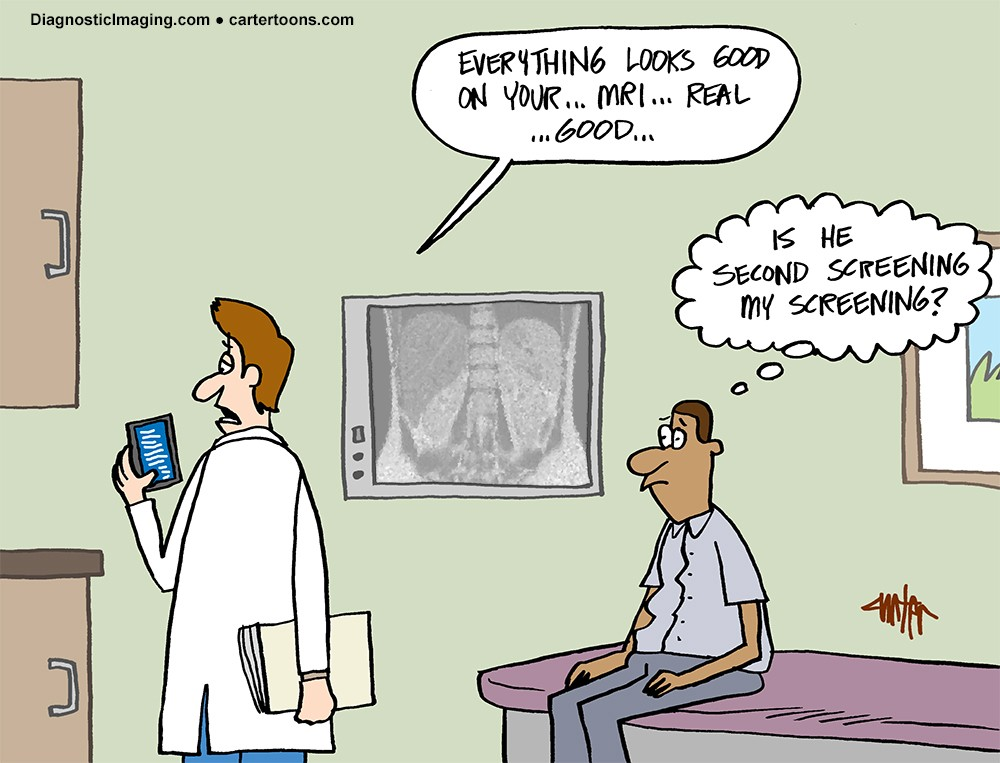 DiagnosticImaging.com ● cartertoons.com
EVERYTHING LOOKS GOOD
ON YOUR... MRI... REAL
...GOOD...
IS HE
SECOND SCREENING
MY SCREENING?